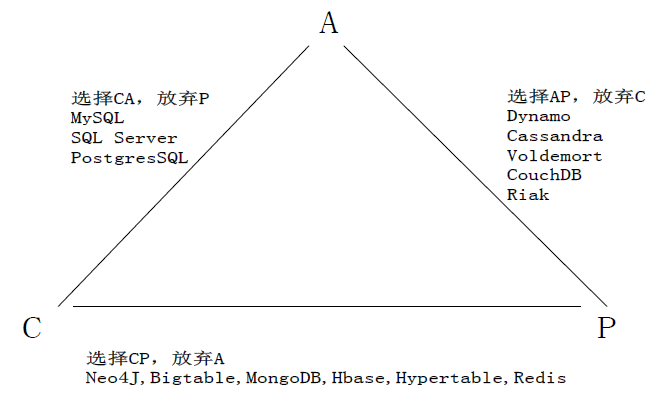 A
选择CA，放弃P
MySQL
SQL Server
PostgresSQL
选择AP，放弃C
Dynamo
Cassandra
Voldemort
CouchDB
Riak
C
P
选择CP，放弃A
Neo4J,Bigtable,MongoDB,Hbase,Hypertable,Redis